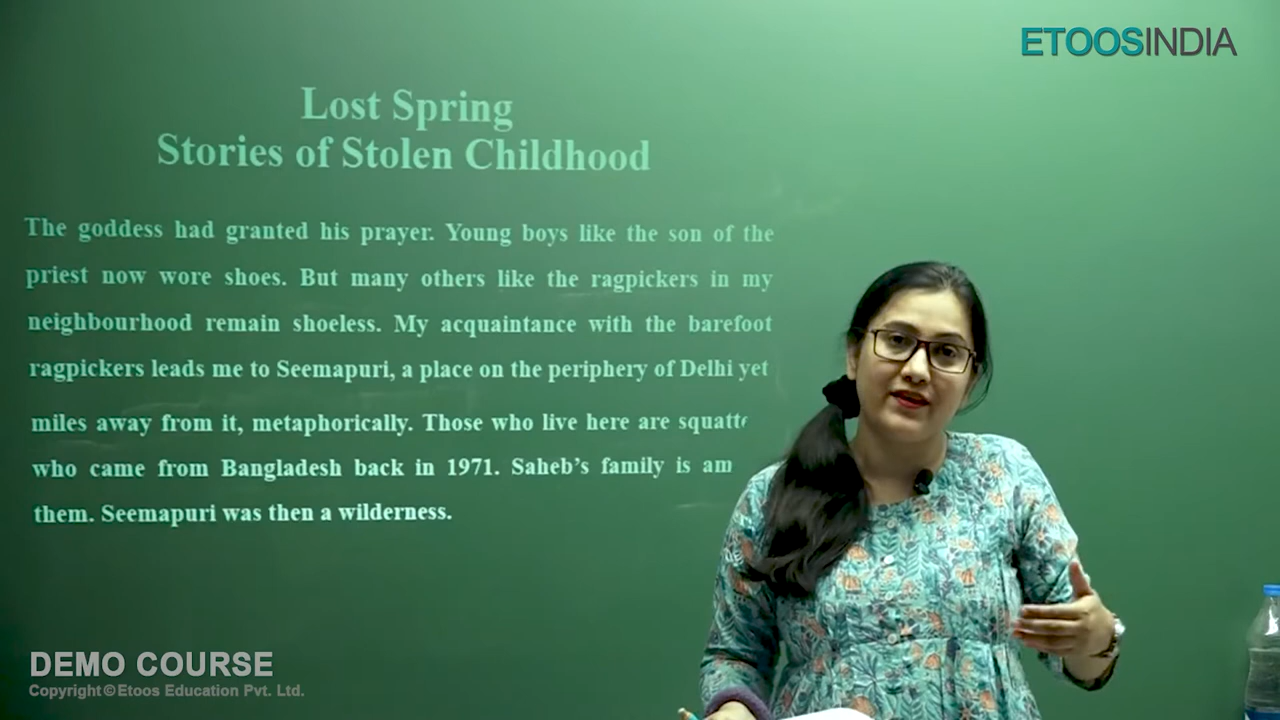 ETOOSINDIA
Lost Spring
Stories of Stolen Childhood
The goddess had granted his prayer. Young boys like the son of the
priest now wore shoes. But many others like the ragpickers in my
neighbourhood remain shoeless. My acquaintance with the barefoot
ragpickers leads me to Seemapuri, a place on the periphery of Delhi yet
miles away from it, metaphorically. Those who live here are
who came from Bangladesh back in 1971. Saheb’s family is
them. Seemapuri was then a wilderness.
DEMO COURSE
Copyright © Etoos Education Pvt. Ltd.